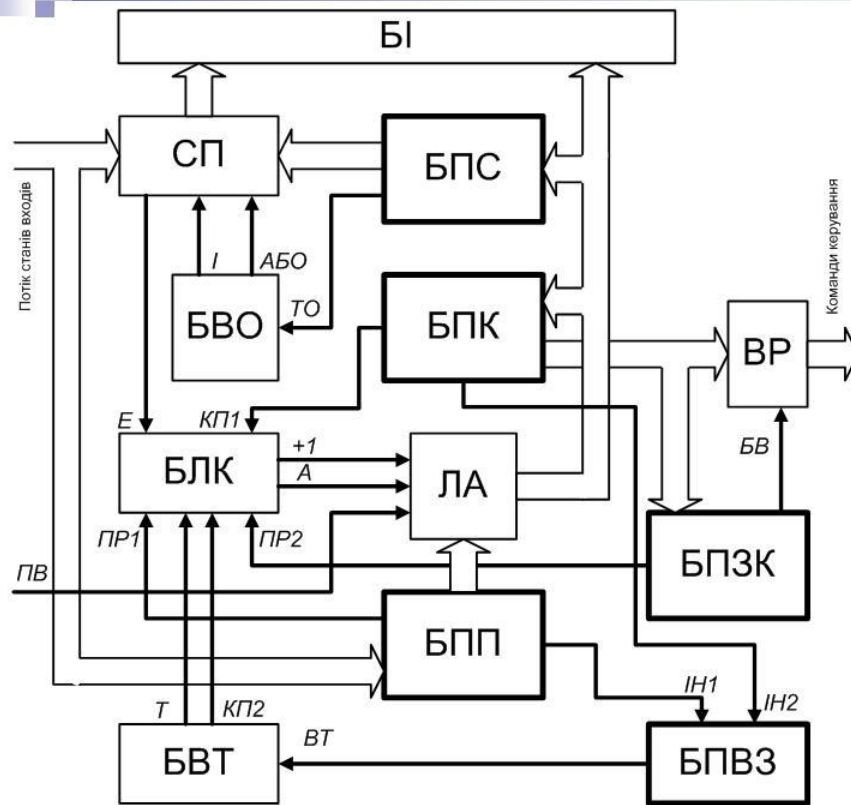 БІ
СП
БПС
Потік станів входів
Команди керування
І
АБО
ТО
БВО
БПК
ВР
Е
КП1
+1
А
БВ
БЛК
ЛА
ПР1
ПР2
ПВ
БПЗК
БПП
ІН1
ІН2
Т
КП2
ВТ
БВТ
БПВЗ